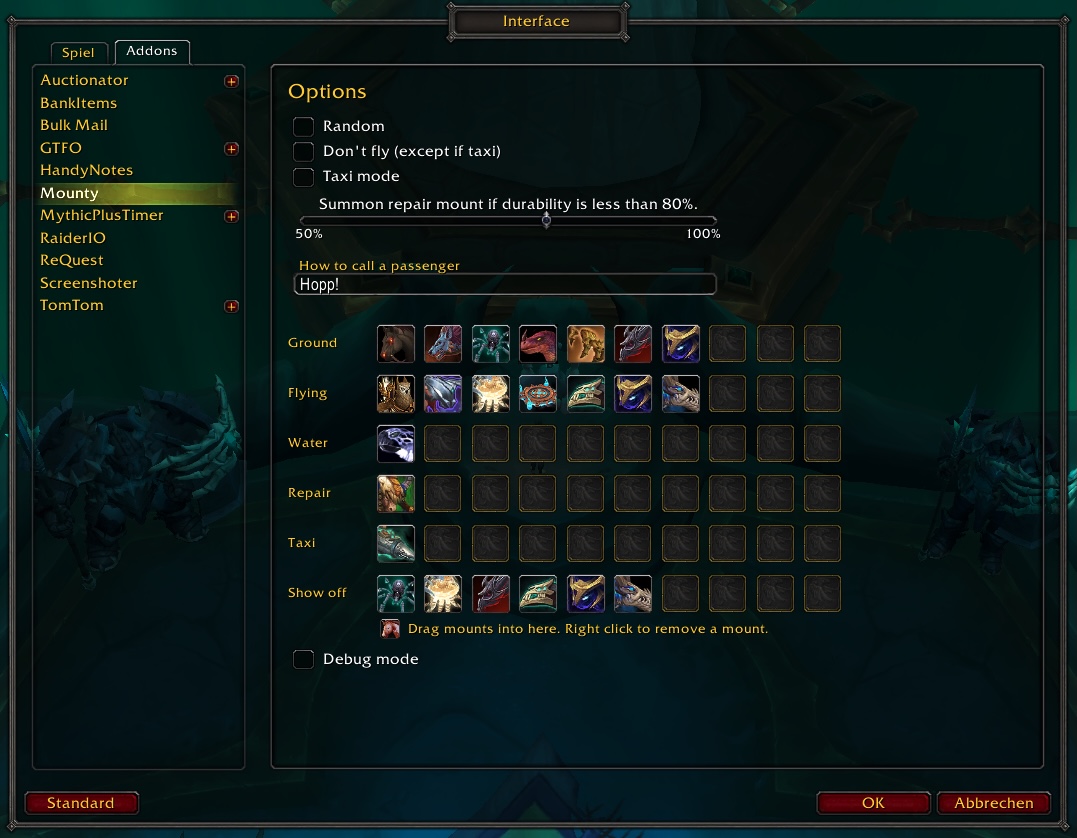 Interface
Spiel
Addons
Auctionator
BankItems
Bulk Mail
GTFO
HandyNotes
Mounty
MythicPlusTimer
RaiderIO
ReQuest
Screenshoter
TomTom
Options
Random
Don't fly (except if taxi)
Taxi mode
Summon repair mount if durability is less than 80%.
50%
100%
How to call a passenger
Hopp!
Ground
Flying
Water
Repair
Taxi
Show off
Drag mounts into here. Right click to remove a mount.
Debug mode
Standard
OK
Abbrechen